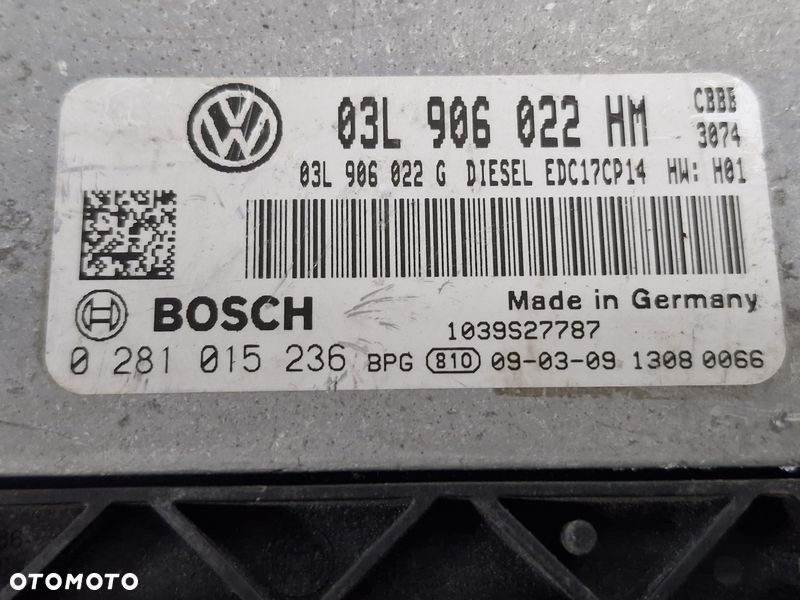 03L 906 022 HM
CBBE
3074
03L 906 022 G DIESEL EDC17CP14 HW: H01
BOSCH
Made in Germany
1039S27787
0 281 015 236 BPG 810 09-03-09 1308 0066
OTOMOTO